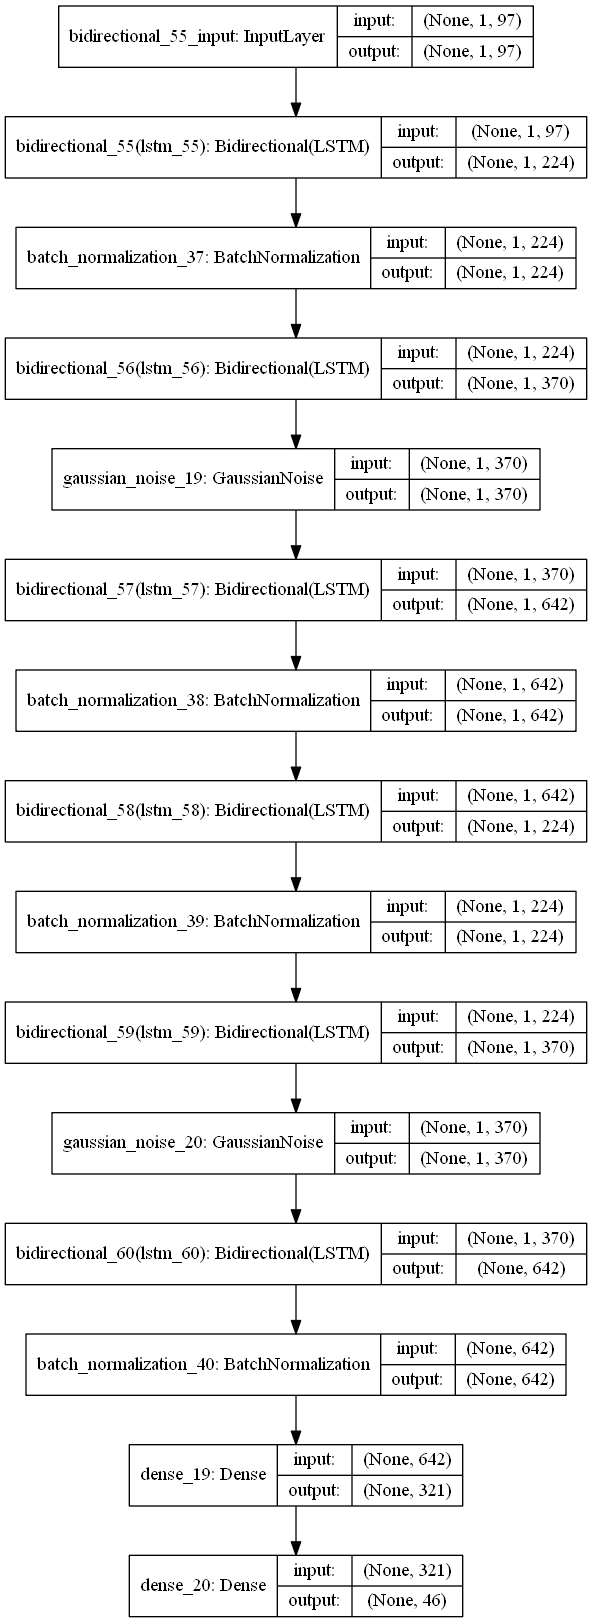 bidirectional_55_input: InputLayer
input: (None, 1, 97)
output: (None, 1, 97)
bidirectional_55(lstm_55): Bidirectional(LSTM)
input: (None, 1, 97)
output: (None, 1, 224)
batch_normalization_37: BatchNormalization
input: (None, 1, 224)
output: (None, 1, 224)
bidirectional_56(lstm_56): Bidirectional(LSTM)
input: (None, 1, 224)
output: (None, 1, 370)
gaussian_noise_19: GaussianNoise
input: (None, 1, 370)
output: (None, 1, 370)
bidirectional_57(lstm_57): Bidirectional(LSTM)
input: (None, 1, 370)
output: (None, 1, 642)
batch_normalization_38: BatchNormalization
input: (None, 1, 642)
output: (None, 1, 642)
bidirectional_58(lstm_58): Bidirectional(LSTM)
input: (None, 1, 642)
output: (None, 1, 224)
batch_normalization_39: BatchNormalization
input: (None, 1, 224)
output: (None, 1, 224)
bidirectional_59(lstm_59): Bidirectional(LSTM)
input: (None, 1, 224)
output: (None, 1, 370)
gaussian_noise_20: GaussianNoise
input: (None, 1, 370)
output: (None, 1, 370)
bidirectional_60(lstm_60): Bidirectional(LSTM)
input: (None, 1, 370)
output: (None, 642)
batch_normalization_40: BatchNormalization
input: (None, 642)
output: (None, 642)
dense_19: Dense
input: (None, 642)
output: (None, 321)
dense_20: Dense
input: (None, 321)
output: (None, 46)